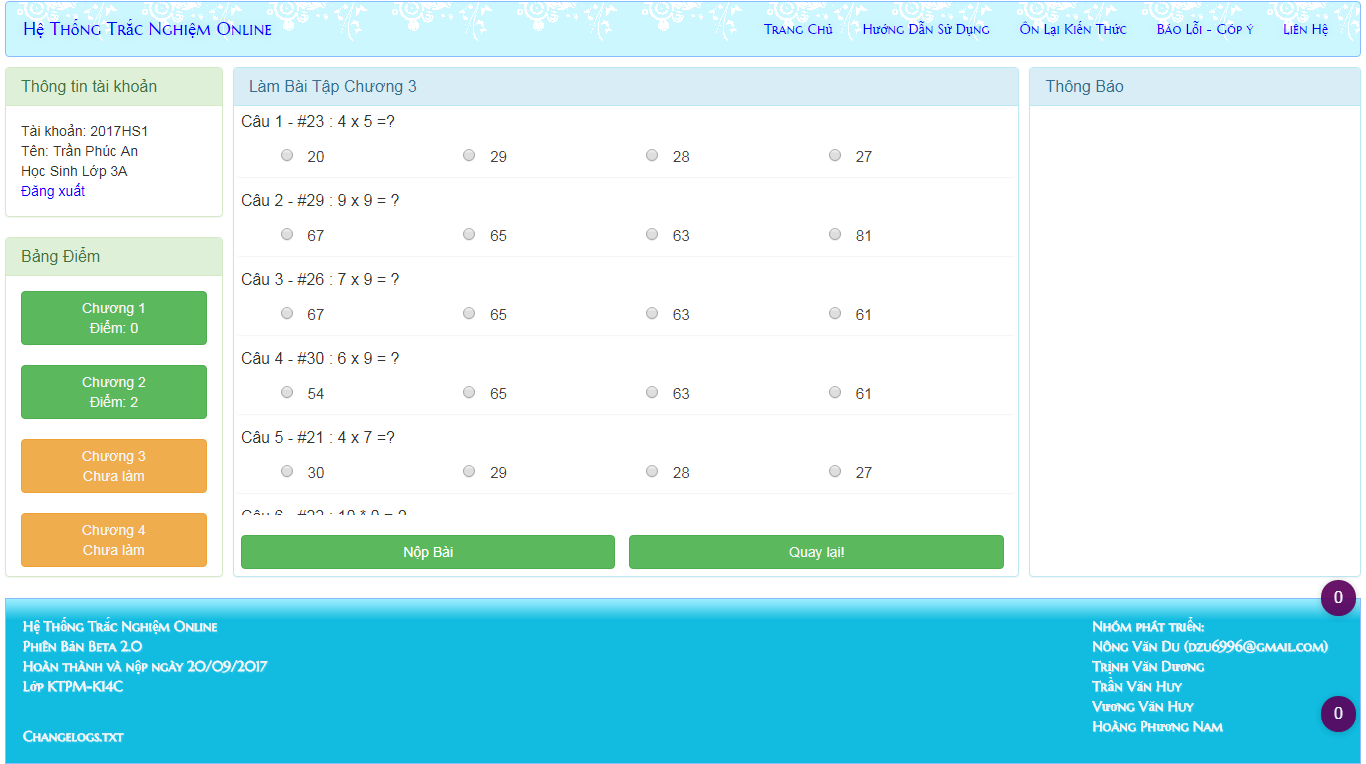 Hệ Thống Trắc Nghiệm Online
Trang Chủ Hướng Dẫn Sử Dụng Ôn Lại Kiến Thức Báo Lỗi - Góp ý Liên Hệ
Thông tin tài khoản
Tài khoản: 2017HS1
Tên: Trần Phúc An
Học Sinh Lớp 3A
Đăng xuất
Bảng Điểm
Chương 1
Điểm: 0
Chương 2
Điểm: 2
Chương 3
Chưa làm
Chương 4
Chưa làm
Làm Bài Tập Chương 3
Câu 1 - #23 : 4 x 5 =?
20 29 28 27
Câu 2 - #29 : 9 x 9 = ?
67 65 63 81
Câu 3 - #26 : 7 x 9 = ?
67 65 63 61
Câu 4 - #30 : 6 x 9 = ?
54 65 63 61
Câu 5 - #21 : 4 x 7 =?
30 29 28 27
Câu 6
Nộp Bài Quay lại!
Thông Báo
0
Hệ Thống Trắc Nghiệm Online
Phiên Bản Beta 2.0
Hoàn thành và nộp ngày 20/09/2017
Lớp KTPM-K14C
Changelogs.txt
Nhóm phát triển:
Nông Văn Du (dzu6996@gmail.com)
Trịnh Văn Dương
Trần Văn Huy
Vương Văn Huy
Hoàng Phương Nam
0